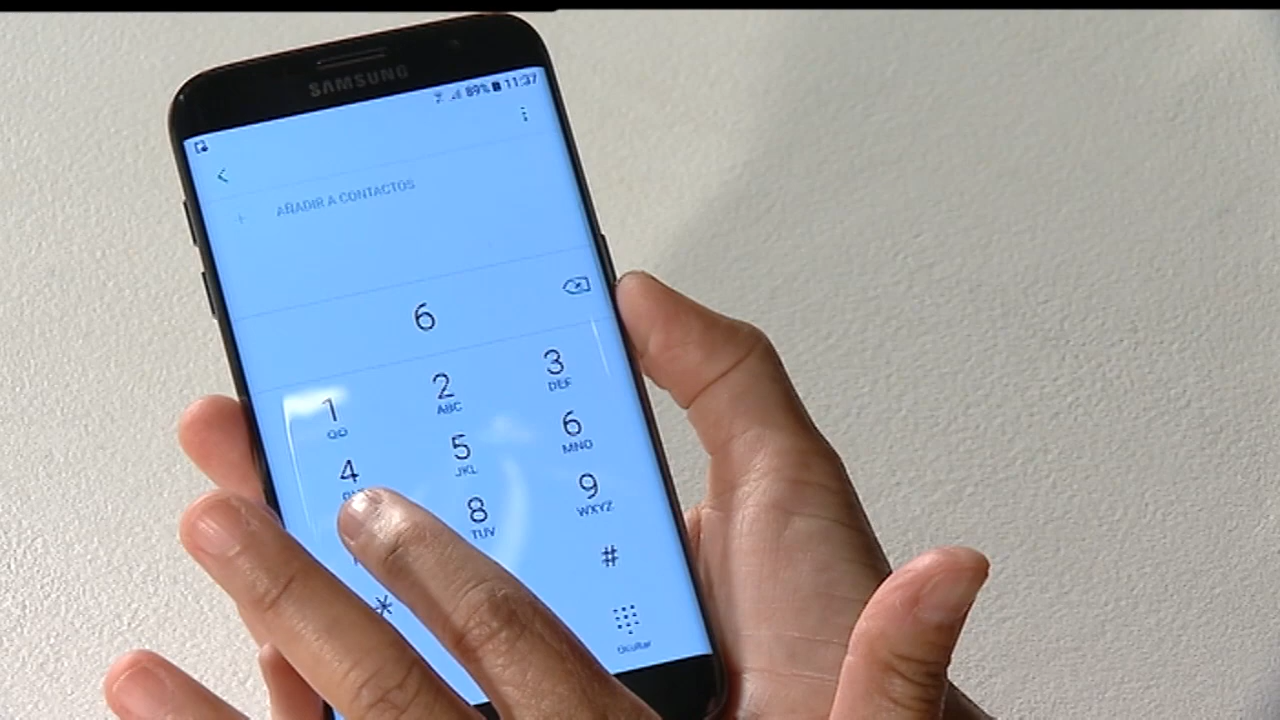 SAMSUNG
89% 11:37
AÑADIR A CONTACTOS
6
1 2 3
ABC DEF
4 5 6
JKL MNO
8 9
TUV WXYZ
* #
Ocultar